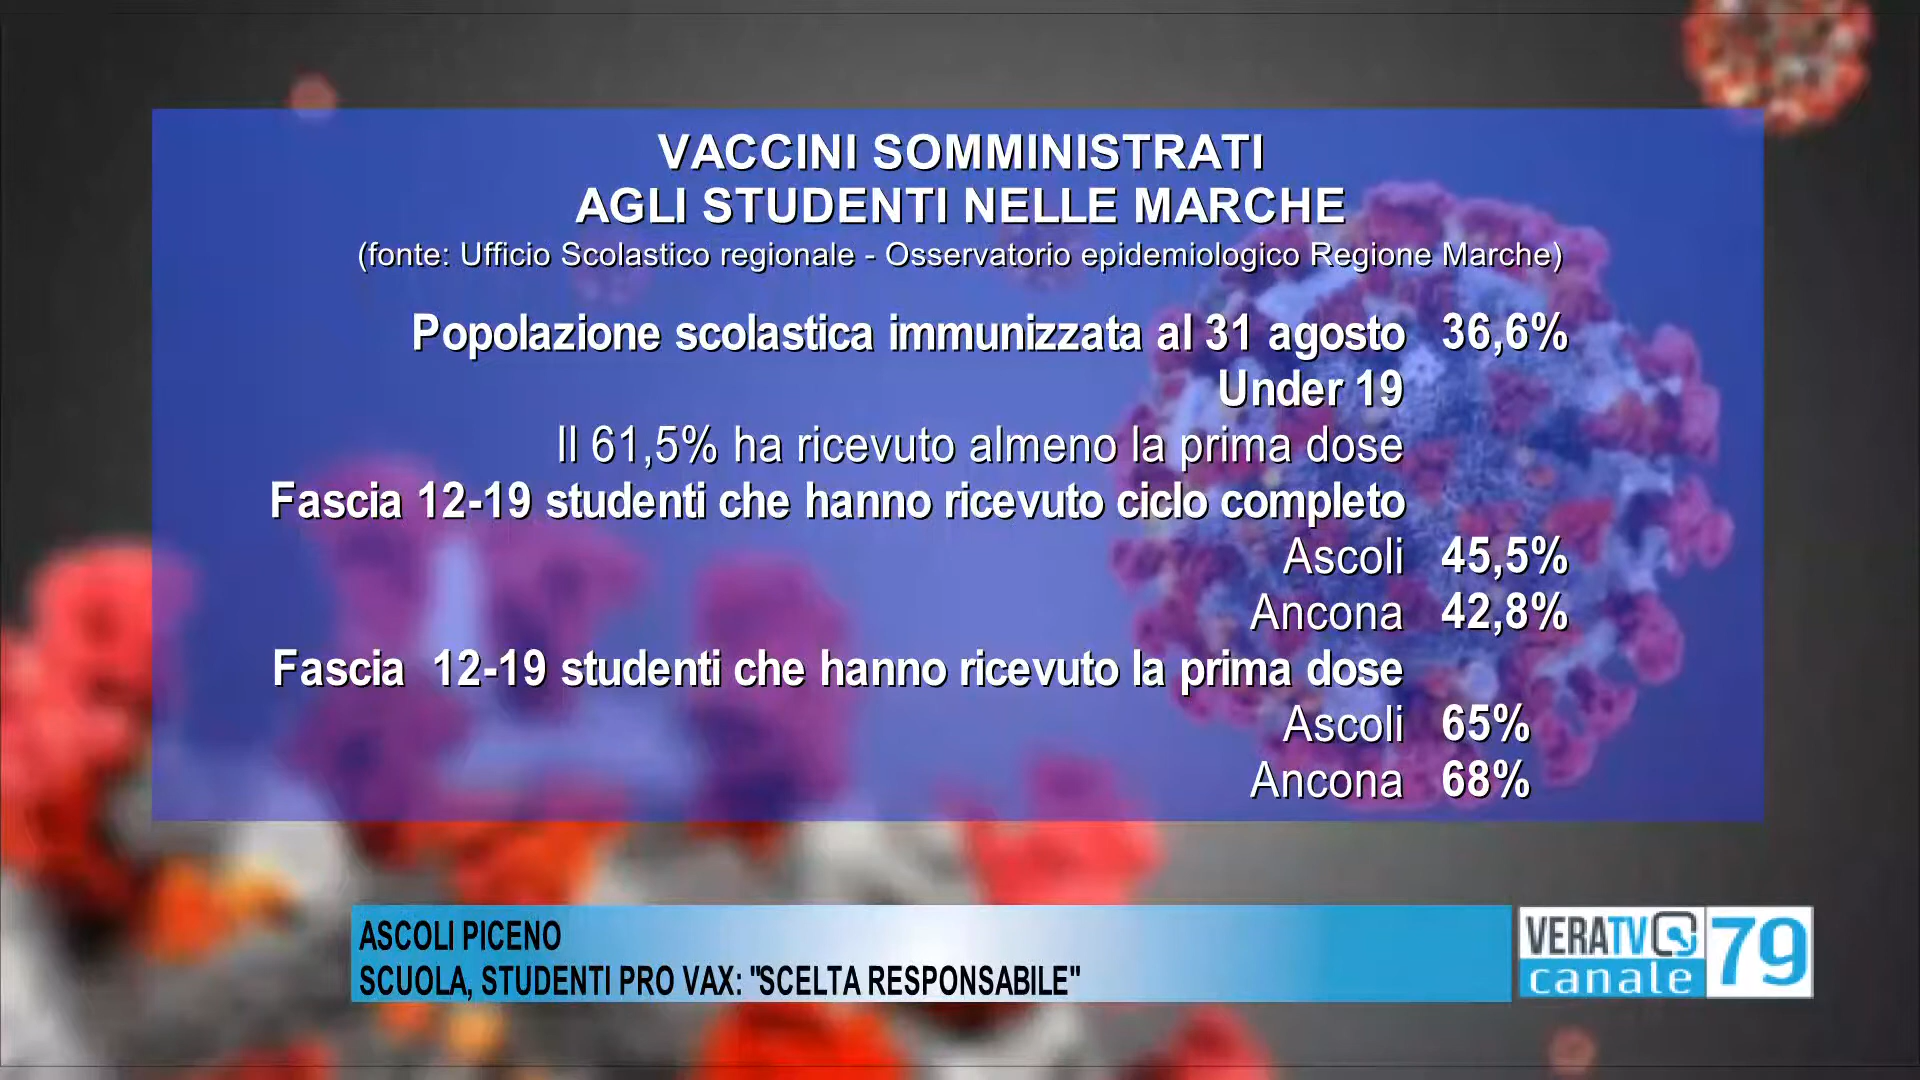 VACCINI SOMMINISTRATI
AGLI STUDENTI NELLE MARCHE
(fonte: Ufficio Scolastico regionale - Osservatorio epidemiologico Regione Marche)
Popolazione scolastica immunizzata al 31 agosto 36,6%
Under 19
Il 61,5% ha ricevuto almeno la prima dose
Fascia 12-19 studenti che hanno ricevuto ciclo completo
Ascoli 45,5%
Ancona 42,8%
Fascia 12-19 studenti che hanno ricevuto la prima dose
Ascoli 65%
Ancona 68%
ASCOLI PICENO
SCUOLA, STUDENTI PRO VAX: "SCELTA RESPONSABILE"
VERATV
canale 79